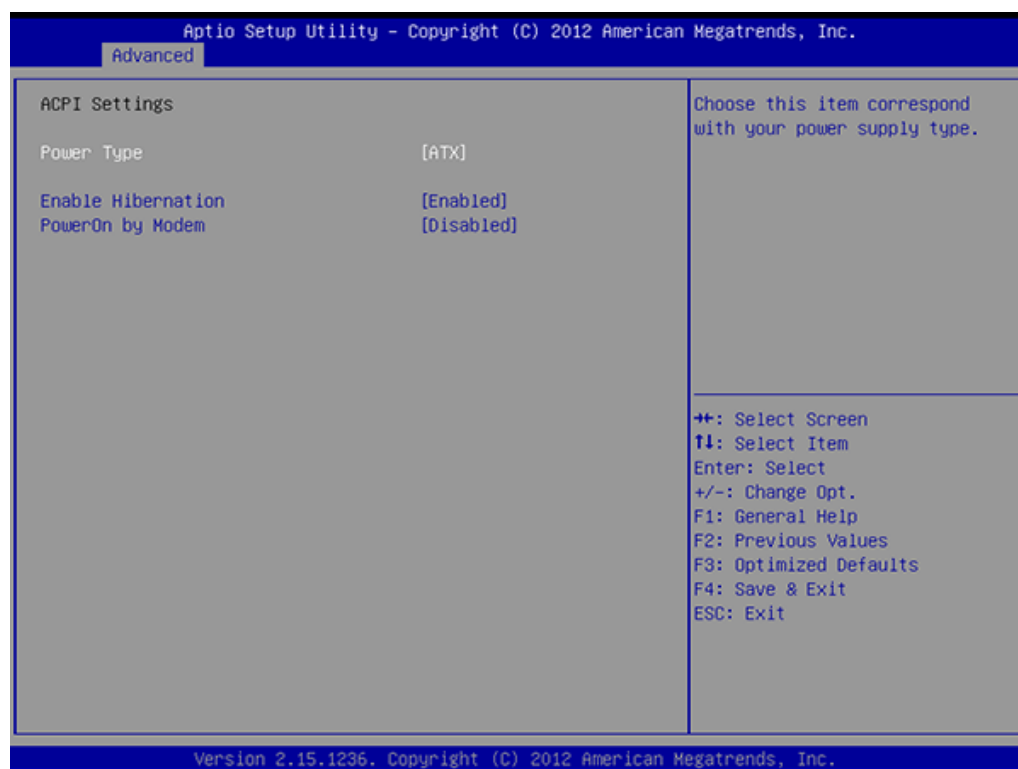 Aptio Setup Utility – Copyright (C) 2012 American Megatrends, Inc.
Advanced
ACPI Settings
Power Type [ATX]
Enable Hibernation [Enabled]
PowerOn by Modem [Disabled]
Choose this item correspond
with your power supply type.
→←: Select Screen
↑↓: Select Item
Enter: Select
+/-: Change Opt.
F1: General Help
F2: Previous Values
F3: Optimized Defaults
F4: Save & Exit
ESC: Exit
Version 2.15.1236. Copyright (C) 2012 American Megatrends, Inc.